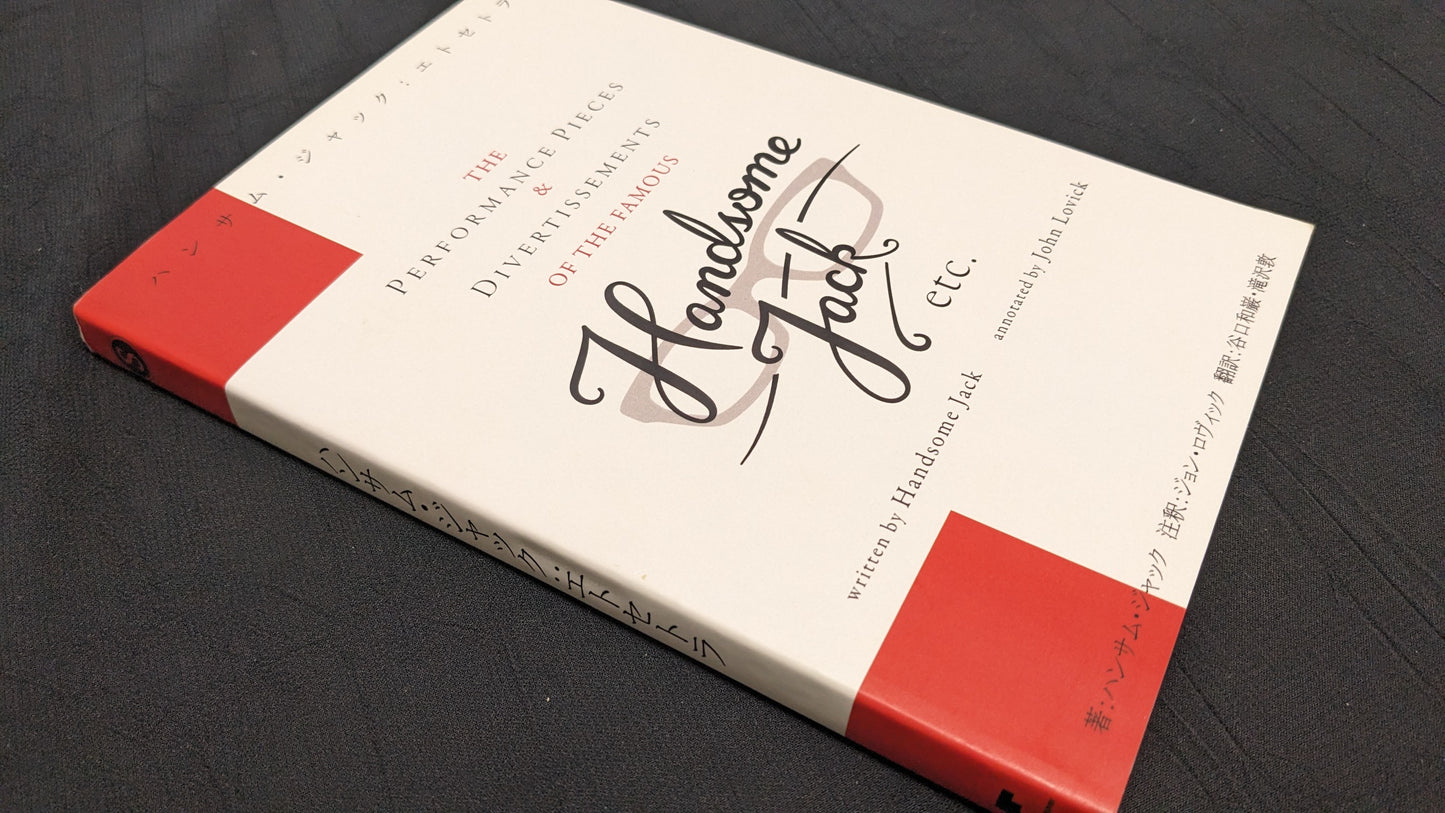 ハンサム・ジャック:エトセトラ
THE
PERFORMANCE PIECES
&
DIVERTISSEMENTS
OF THE FAMOUS
Handsome
Jack
etc.
written by Handsome Jack
annotated by John Lovick
著:ハンサム・ジャック 注釈:ジョン・ロヴィック 翻訳:谷口和巌・滝沢敦
ハンサム・ジャック:エトセトラ